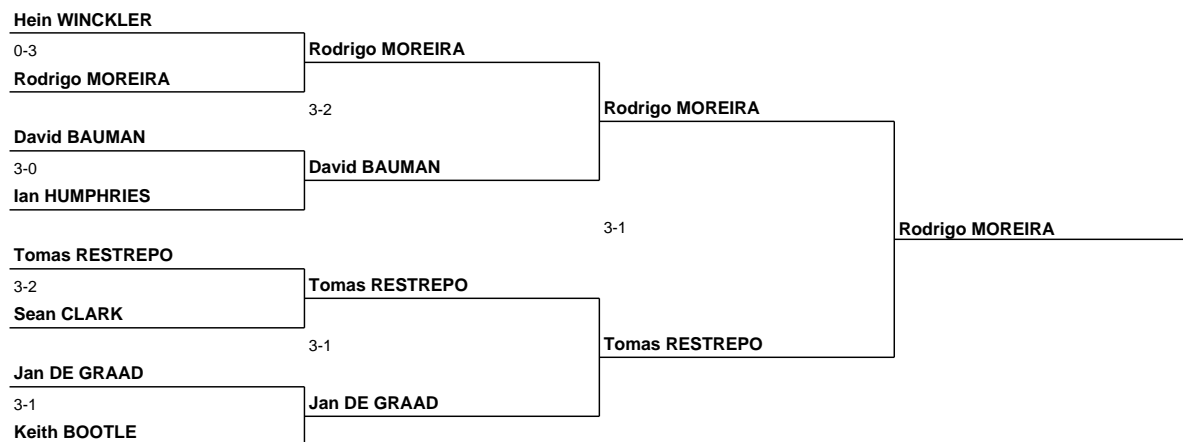 Hein WINCKLER
0-3
Rodrigo MOREIRA
Rodrigo MOREIRA
3-2
Rodrigo MOREIRA
David BAUMAN
3-0
David BAUMAN
Ian HUMPHRIES
3-1
Rodrigo MOREIRA
Tomas RESTREPO
3-2
Tomas RESTREPO
Sean CLARK
3-1
Tomas RESTREPO
Jan DE GRAAD
3-1
Jan DE GRAAD
Keith BOOTLE